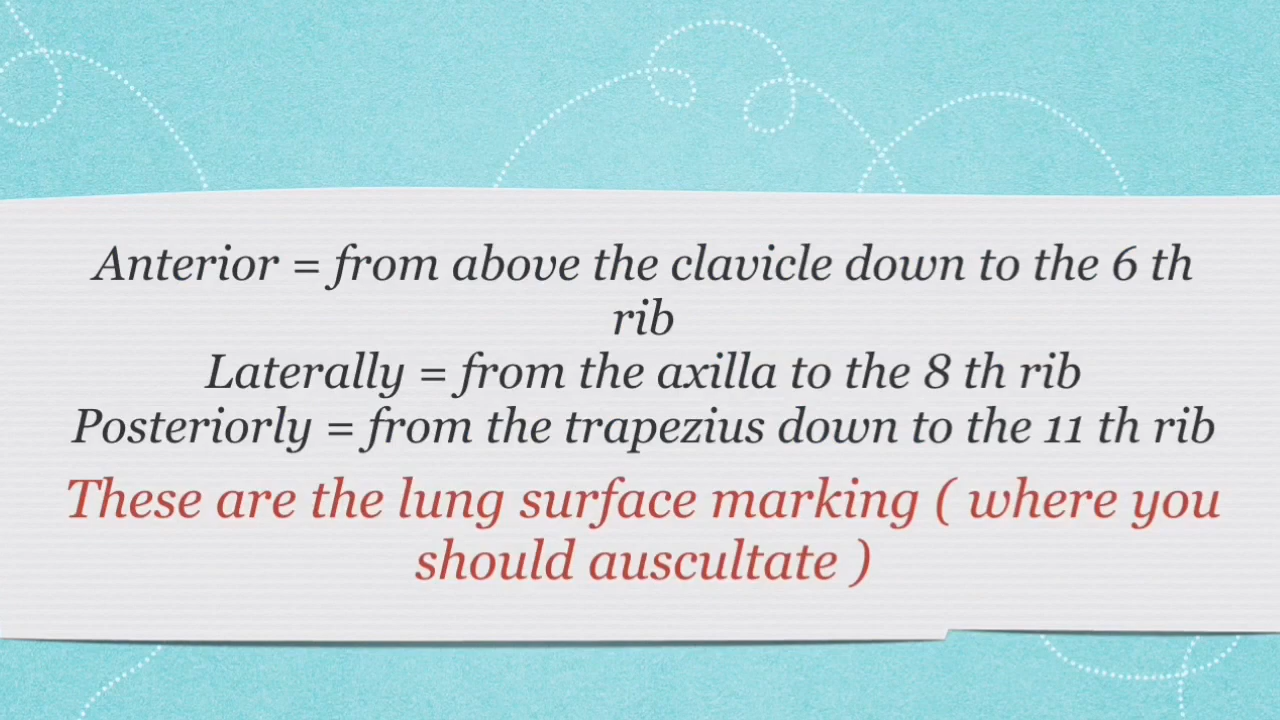 Anterior = from above the clavicle down to the 6 th
rib
Laterally = from the axilla to the 8 th rib
Posteriorly = from the trapezius down to the 11 th rib
These are the lung surface marking ( where you
should auscultate )